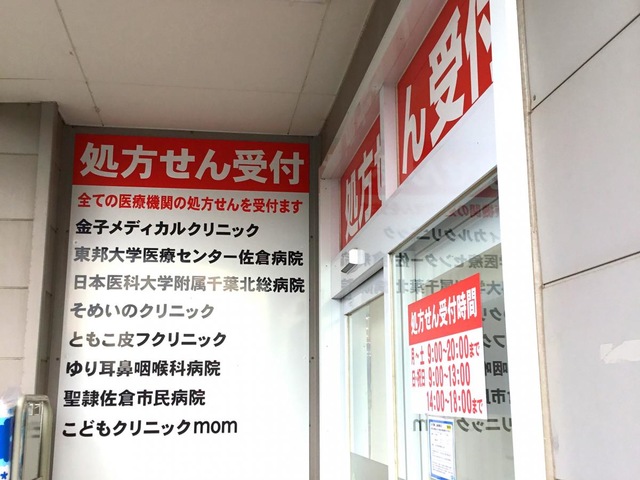 処方せん受付
全ての医療機関の処方せんを受付ます
金子メディカルクリニック
東邦大学医療センター佐倉病院
日本医科大学附属千葉北総病院
そめいのクリニック
ともこ皮フクリニック
ゆり耳鼻咽喉科病院
聖隷佐倉市民病院
こどもクリニックmom
処方
ん受付
処方せん受付時間
月～土 9:00~20:00まで
日・祝日 9:00~13:00
14:00~18:00まで